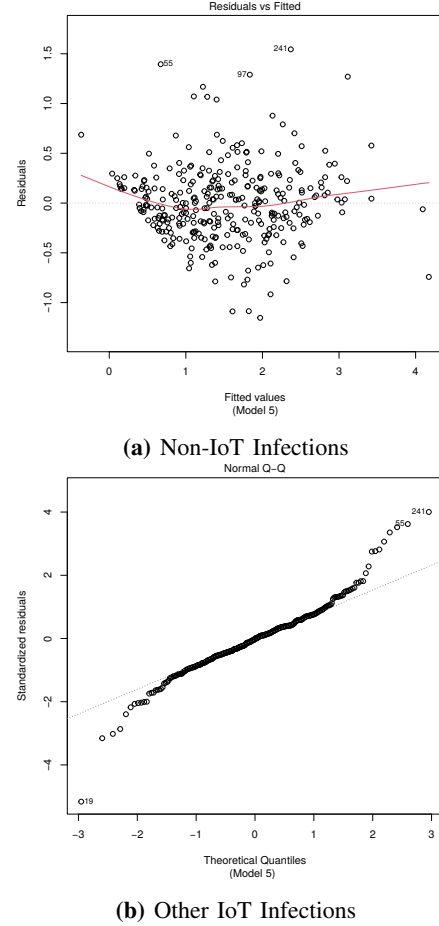 Residuals vs Fitted
241
55
97
1.5
1.0
0.5
0.0
−0.5
−1.0
Residuals
0 1 2 3 4
Fitted values
(Model 5)
(a) Non-IoT Infections
Normal Q−Q
241
55
4
2
0
−2
−4
Standardized residuals
19
−3 −2 −1 0 1 2 3
Theoretical Quantiles
(Model 5)
(b) Other IoT Infections